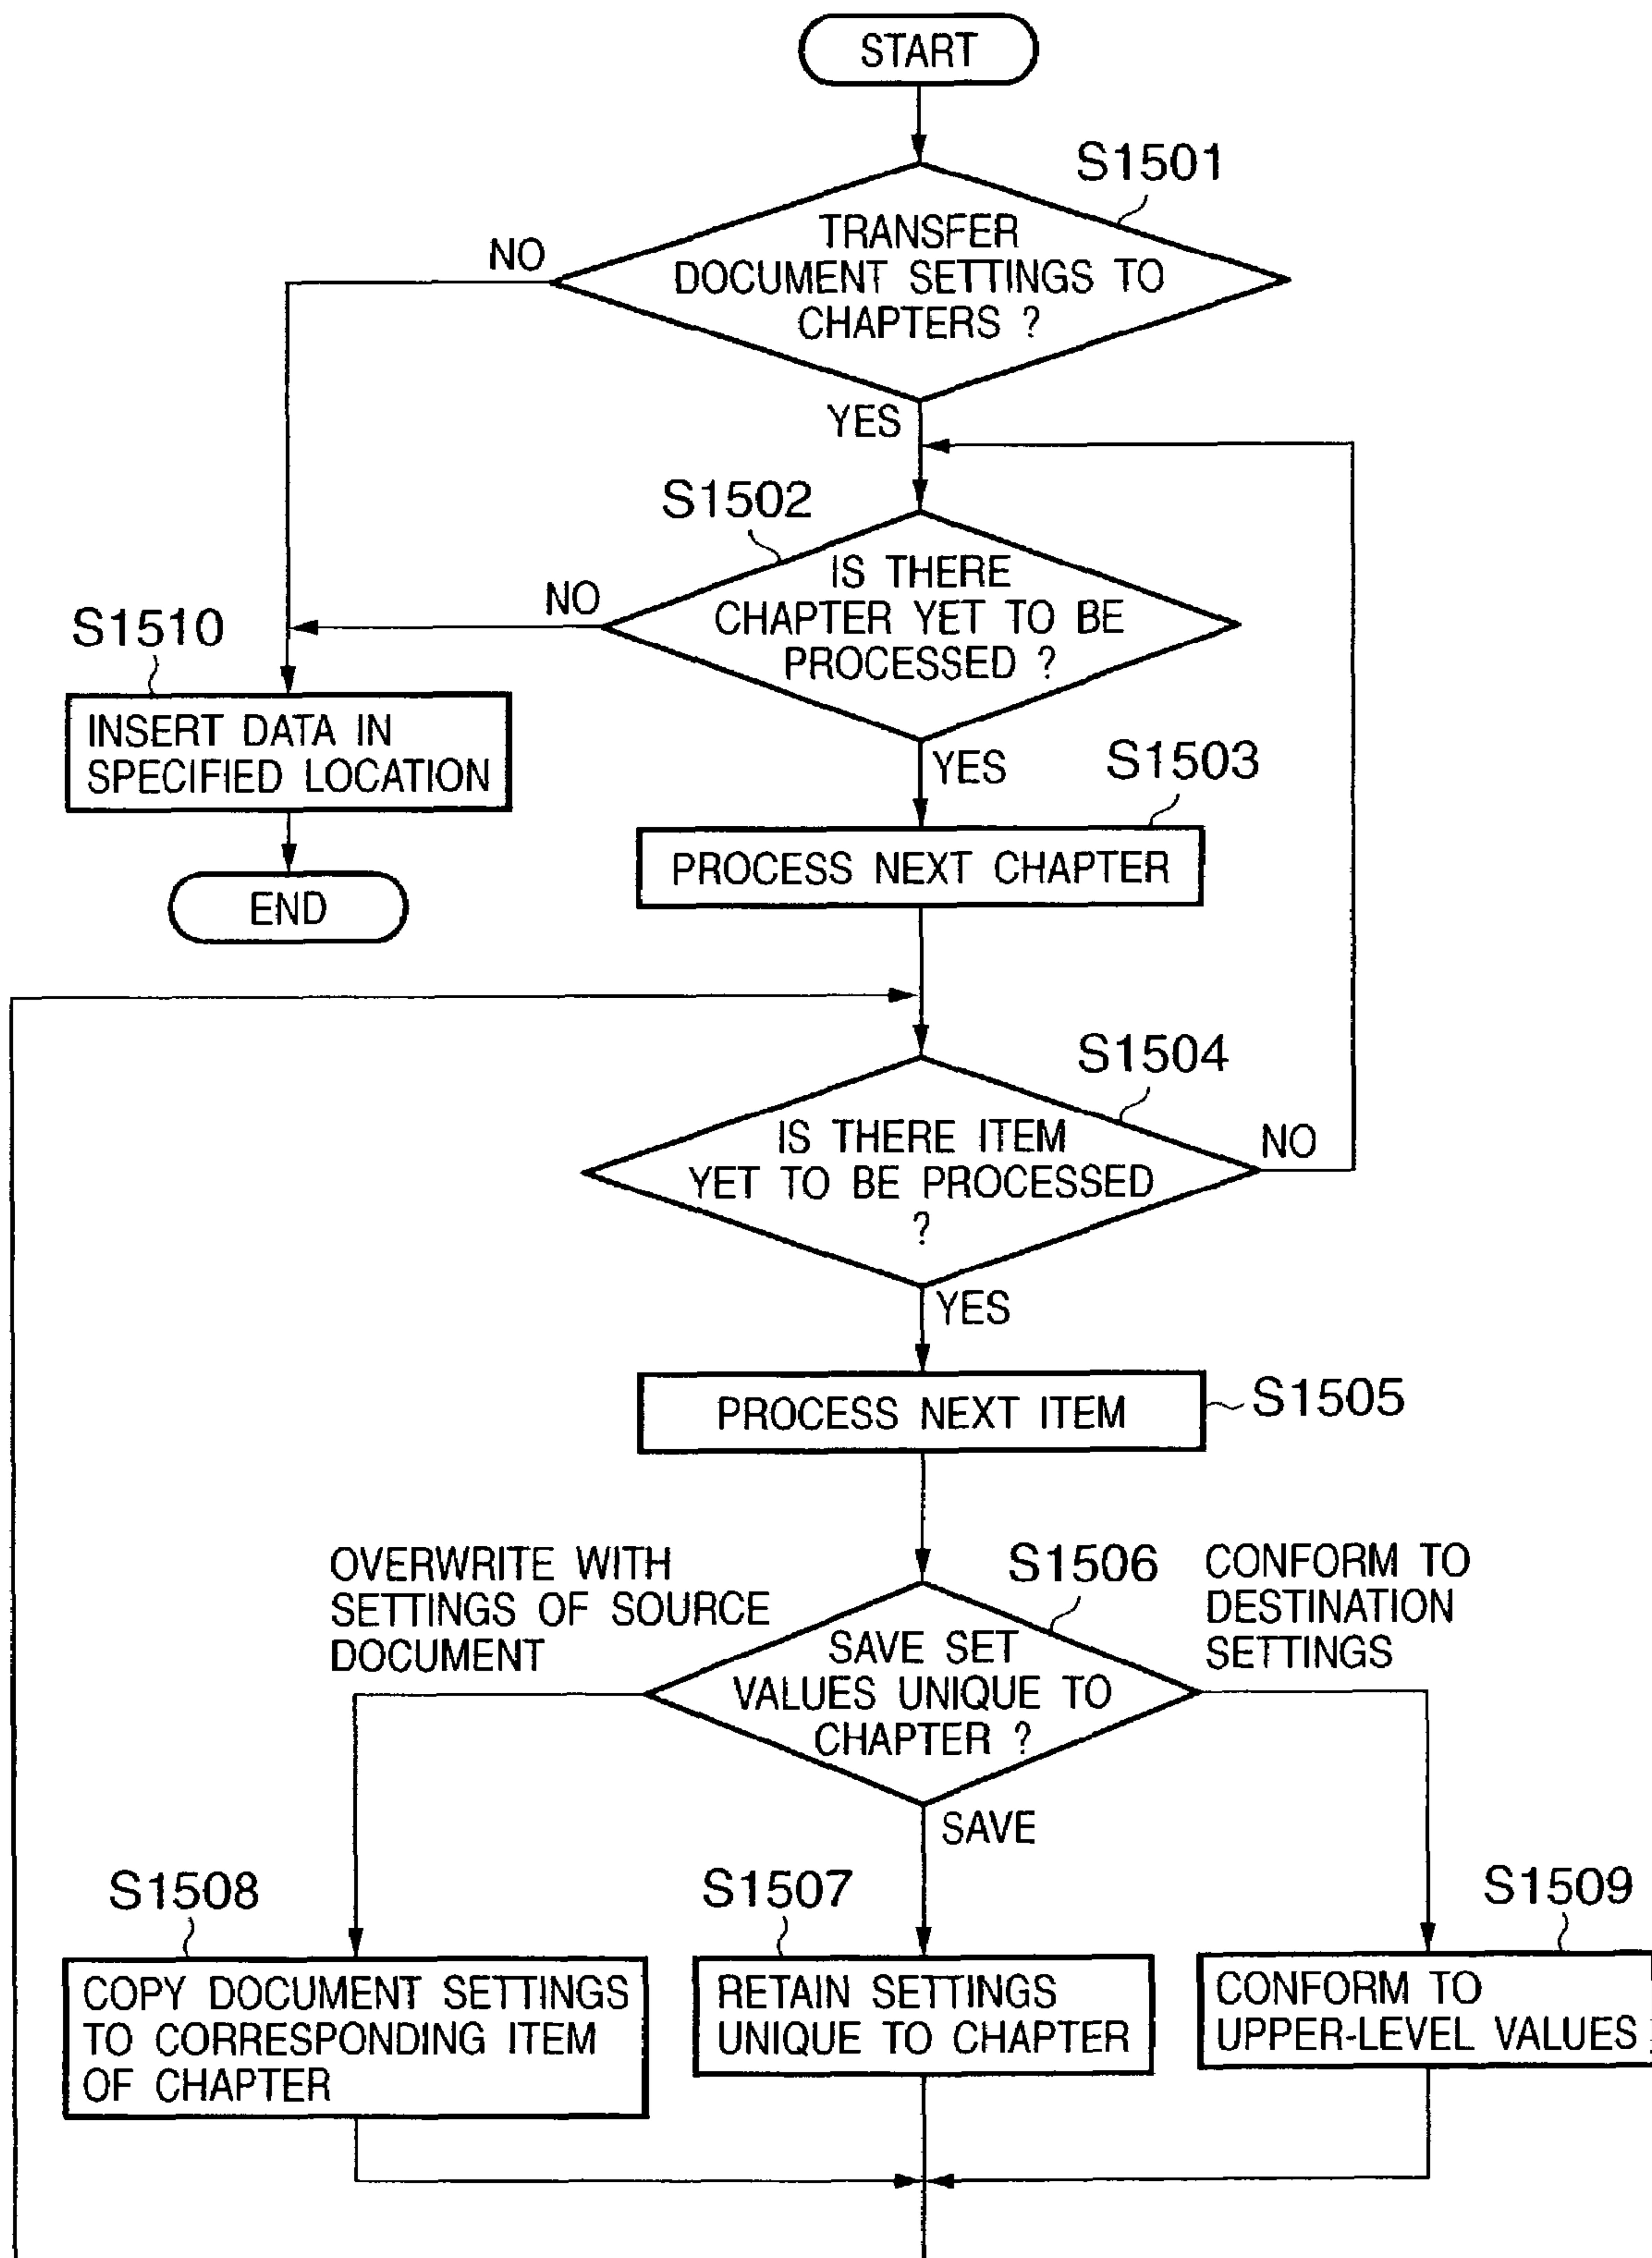 START
S1501
TRANSFER
DOCUMENT SETTINGS TO
CHAPTERS ?
NO
YES
S1502
IS THERE
CHAPTER YET TO BE
PROCESSED ?
NO
YES
S1510
INSERT DATA IN
SPECIFIED LOCATION
END
S1503
PROCESS NEXT CHAPTER
S1504
IS THERE ITEM
YET TO BE PROCESSED
?
NO
YES
PROCESS NEXT ITEM
S1505
S1506
SAVE SET
VALUES UNIQUE TO
CHAPTER ?
OVERWRITE WITH
SETTINGS OF SOURCE
DOCUMENT
CONFORM TO
DESTINATION
SETTINGS
SAVE
S1508
COPY DOCUMENT SETTINGS
TO CORRESPONDING ITEM
OF CHAPTER
S1507
RETAIN SETTINGS
UNIQUE TO CHAPTER
S1509
CONFORM TO
UPPER-LEVEL VALUES